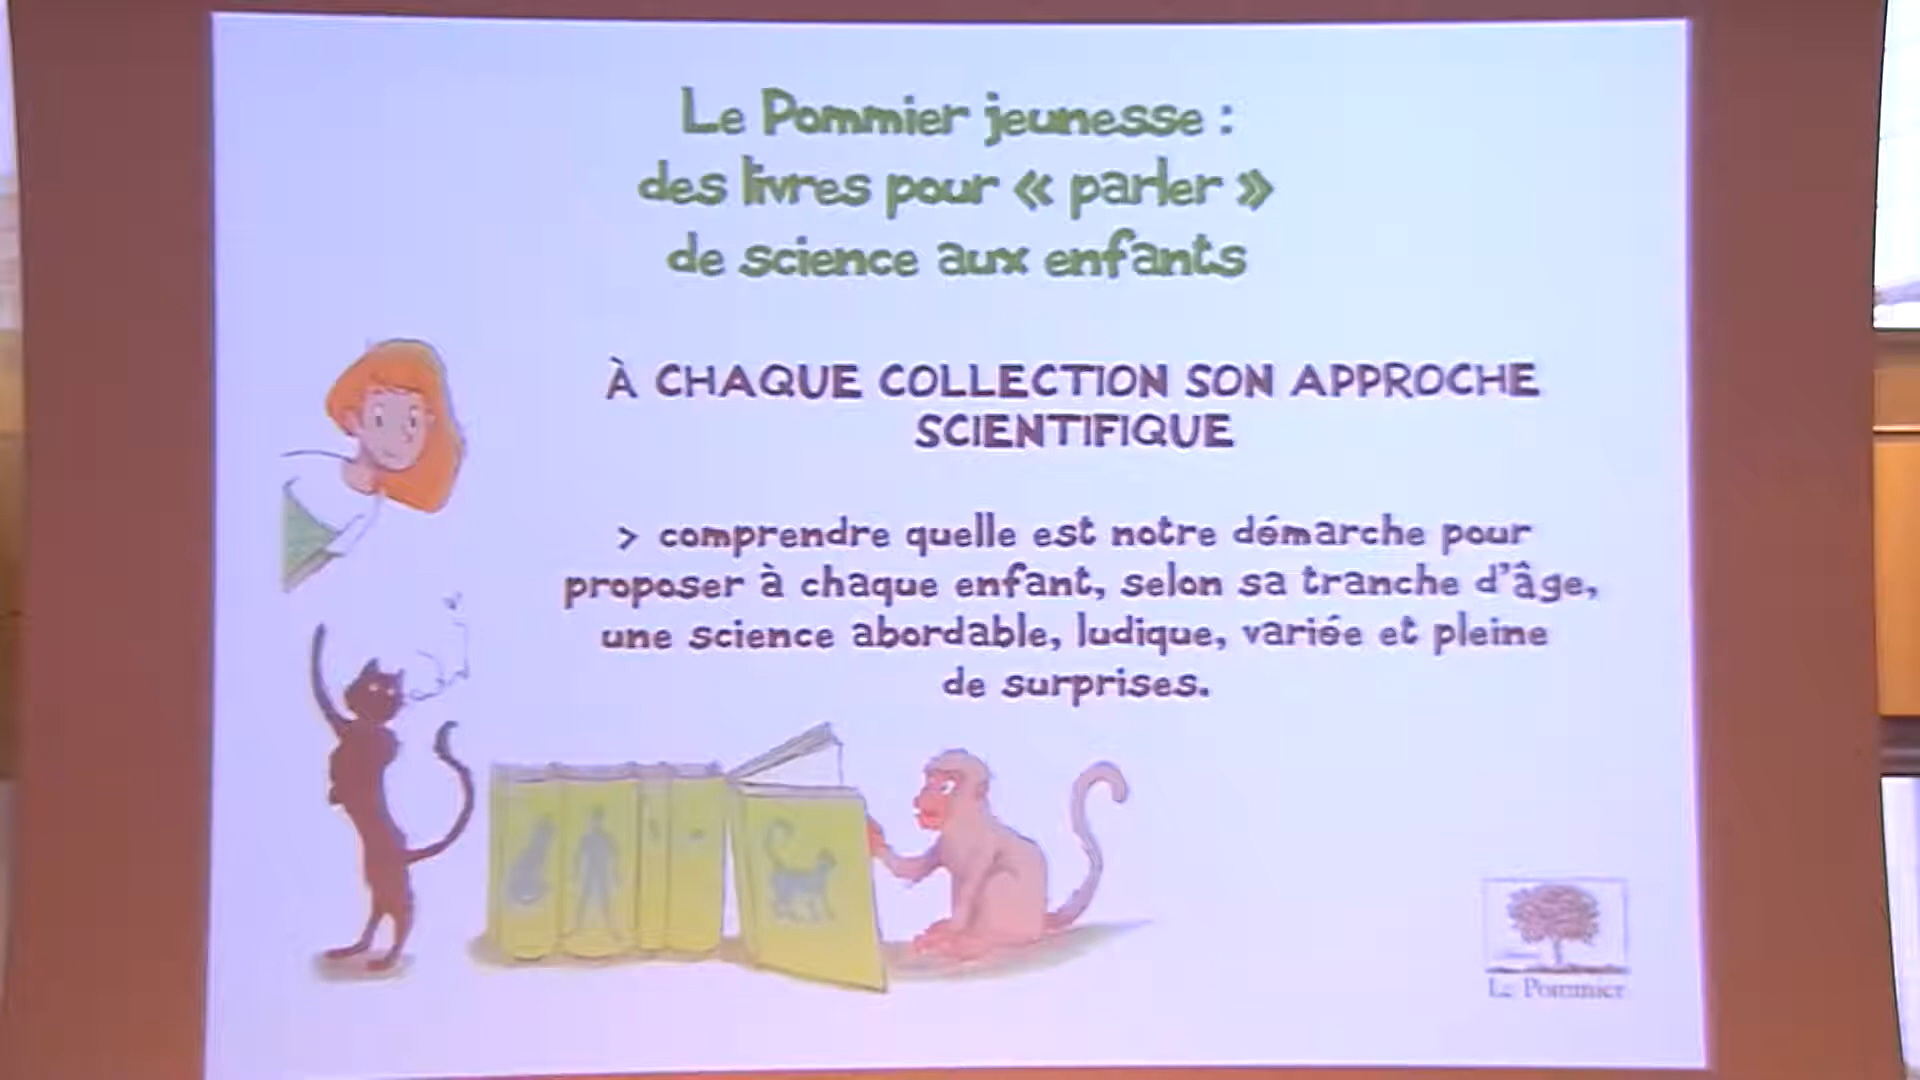 Le Pommier jeunesse :
des livres pour « parler »
de science aux enfants
À CHAQUE COLLECTION SON APPROCHE
SCIENTIFIQUE
> comprendre quelle est notre démarche pour
proposer à chaque enfant, selon sa tranche d'âge,
une science abordable, ludique, variée et pleine
de surprises.
Le Pommier